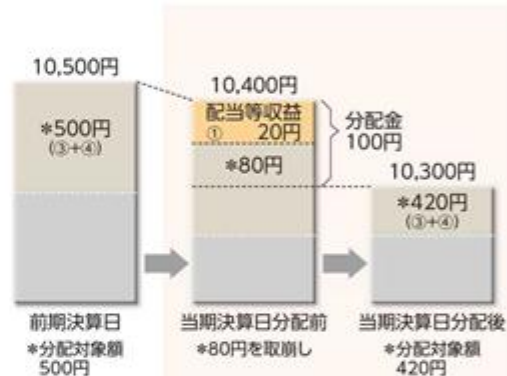 10,500円
*500円
(③+④)
前期決算日
*分配対象額
500円
10,400円
配当等収益
① 20円
*80円
分配金
100円
当期決算日分配前
*80円を取崩し
10,300円
*420円
(③+④)
当期決算日分配後
*分配対象額
420円